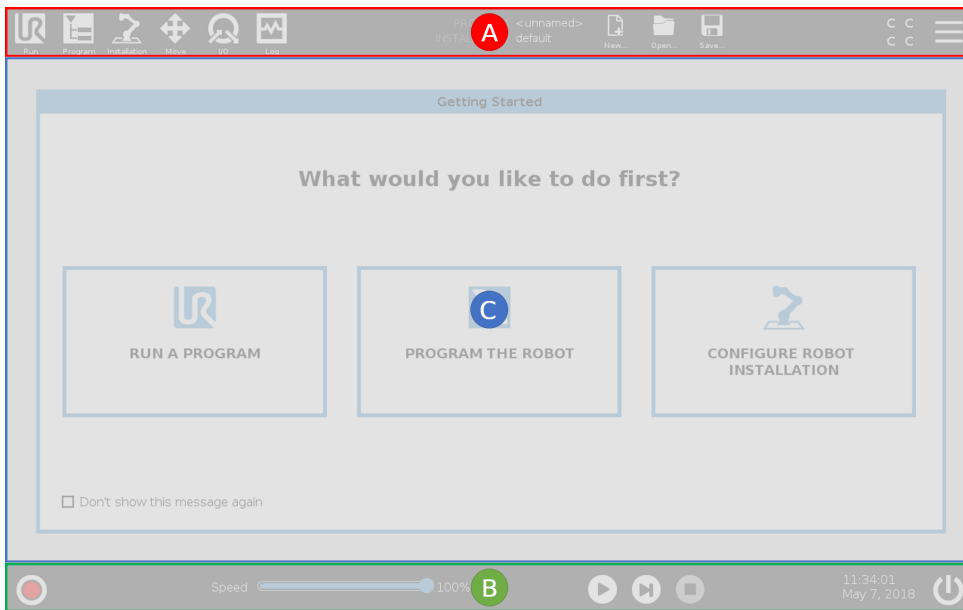 Run Program Installation Move I/O Log
A
<unnamed>
default
New... Open... Save...
C C
C C
Getting Started
What would you like to do first?
C
RUN A PROGRAM
PROGRAM THE ROBOT
CONFIGURE ROBOT
INSTALLATION
Don't show this message again
Speed
100%
B
11:34:01
May 7, 2018